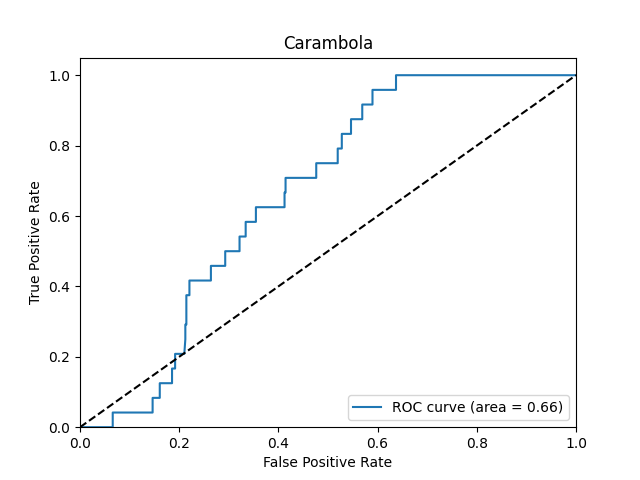 Carambola
True Positive Rate
1.0
0.8
0.6
0.4
0.2
0.0
0.0 0.2 0.4 0.6 0.8 1.0
False Positive Rate
ROC curve (area = 0.66)